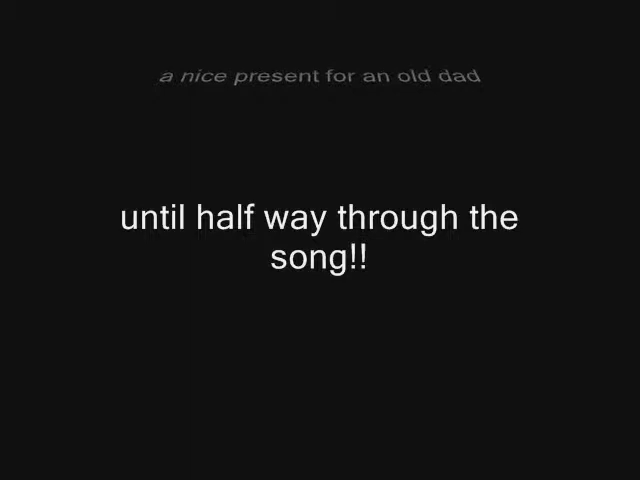 a nice present for an old dad
until half way through the
song!!